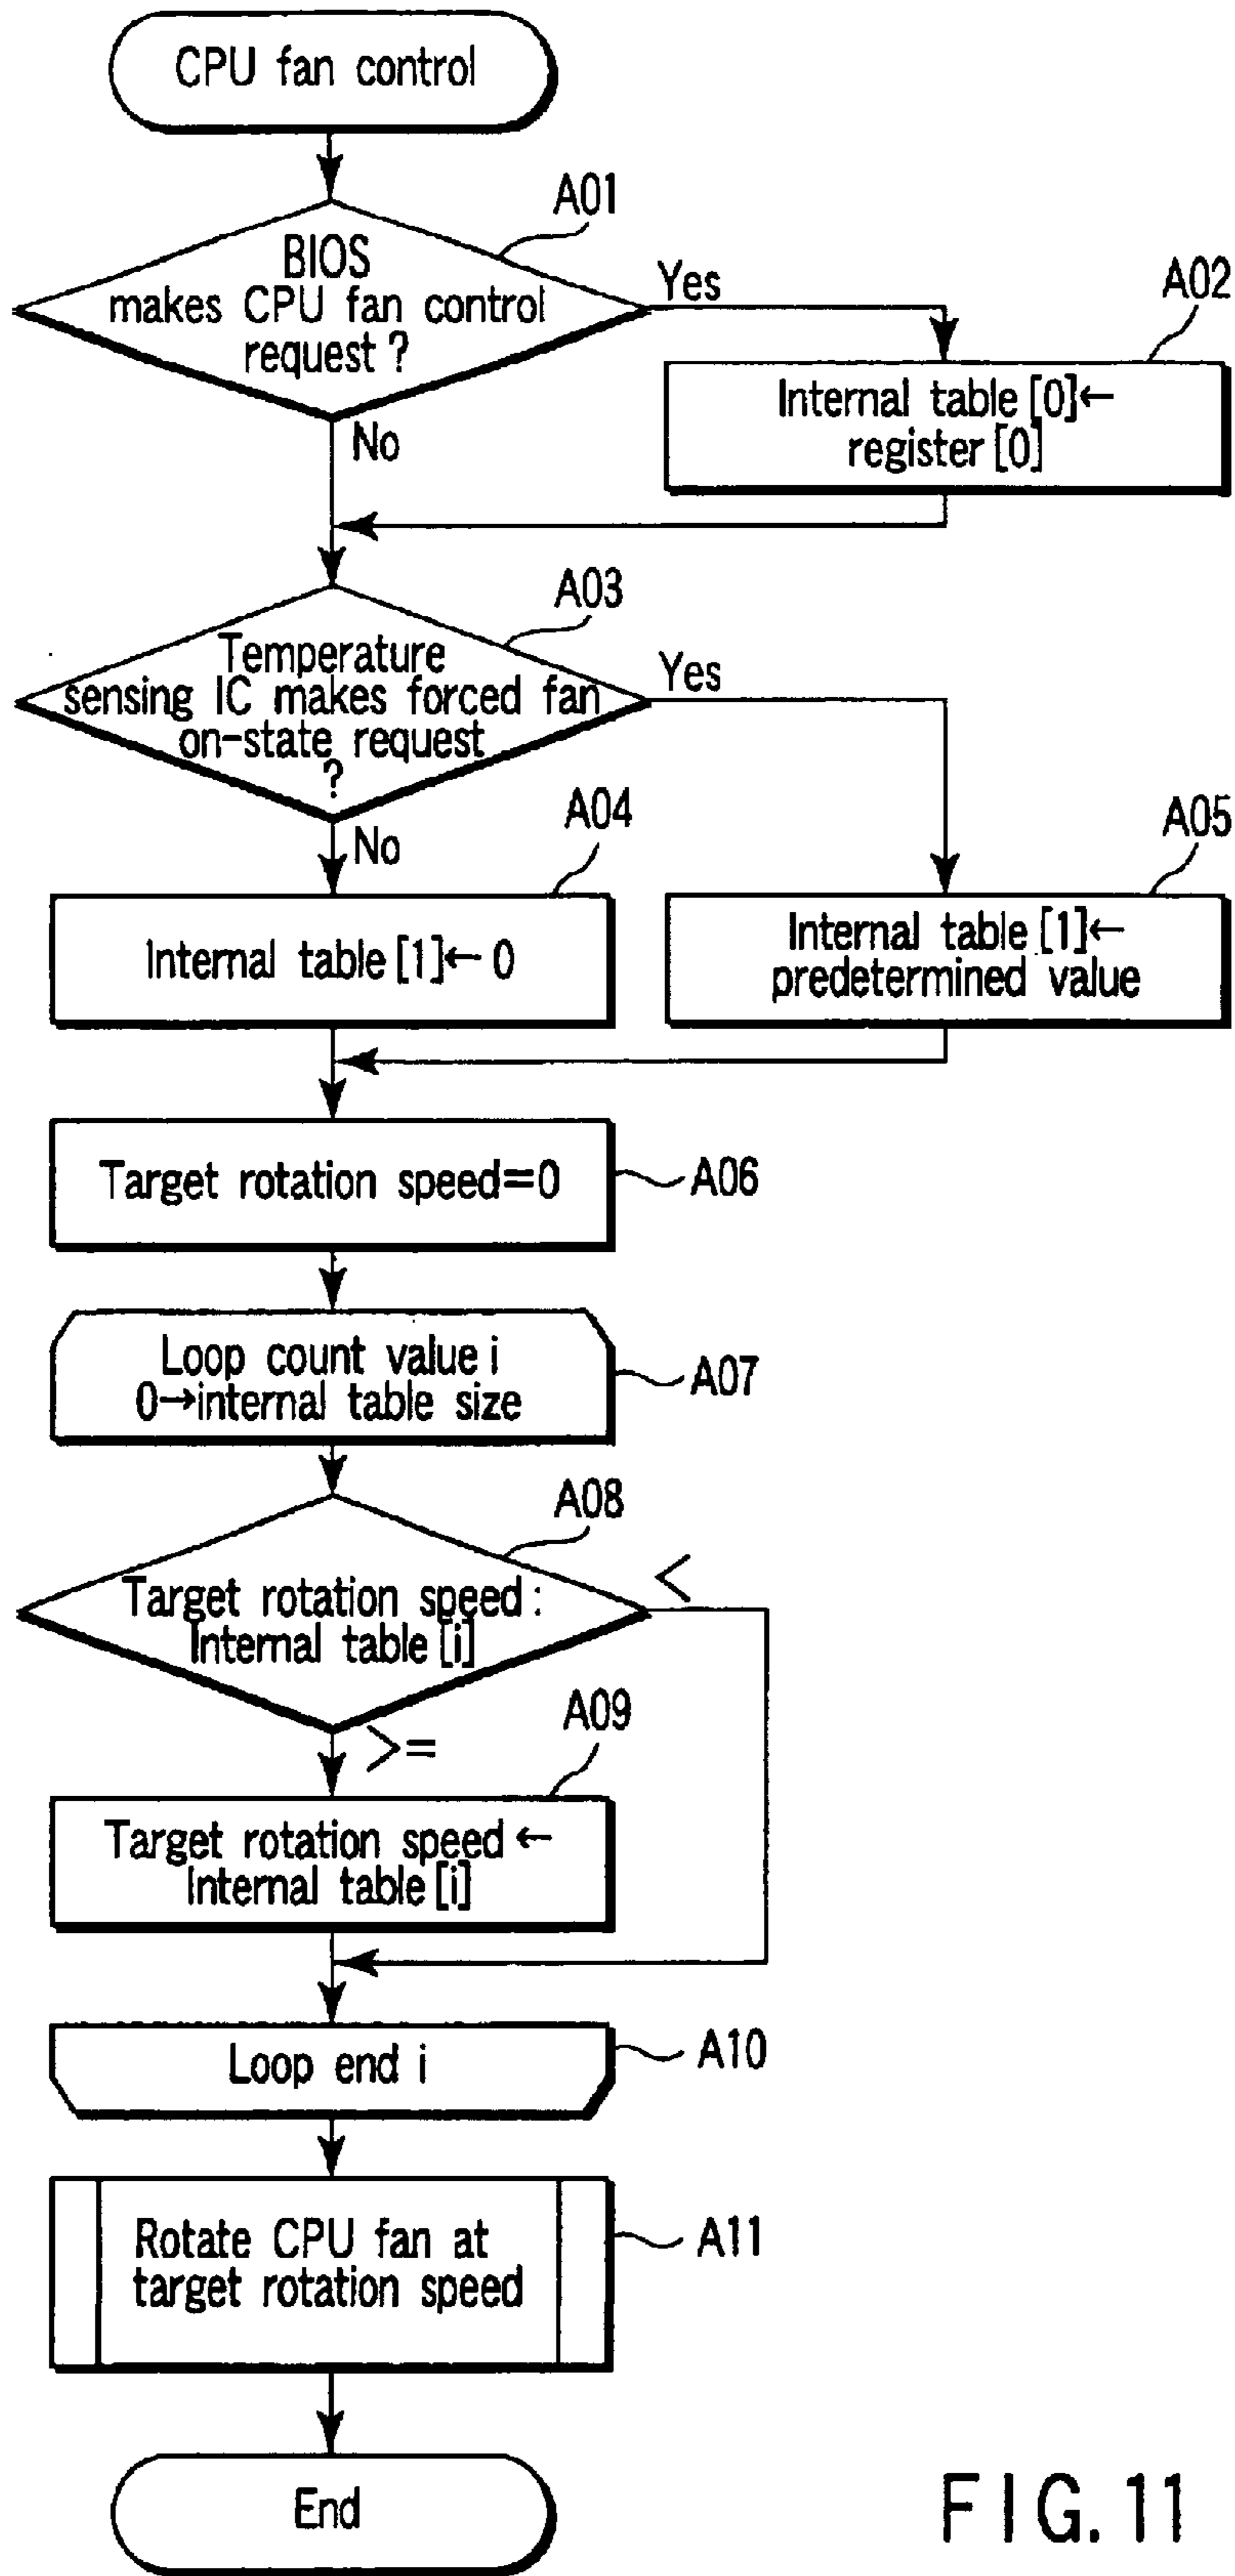 CPU fan control
A01
BIOS
makes CPU fan control
request ?
Yes
No
A02
Internal table [0]←
register [0]
A03
Temperature
sensing IC makes forced fan
on-state request
?
Yes
No
A04
Internal table [1]← 0
A05
Internal table [1]←
predetermined value
Target rotation speed=0
A06
Loop count value i
0→internal table size
A07
A08
Target rotation speed :
Internal table [i]
<
>=
A09
Target rotation speed ←
Internal table [i]
Loop end i
A10
Rotate CPU fan at
target rotation speed
A11
End
FIG. 11